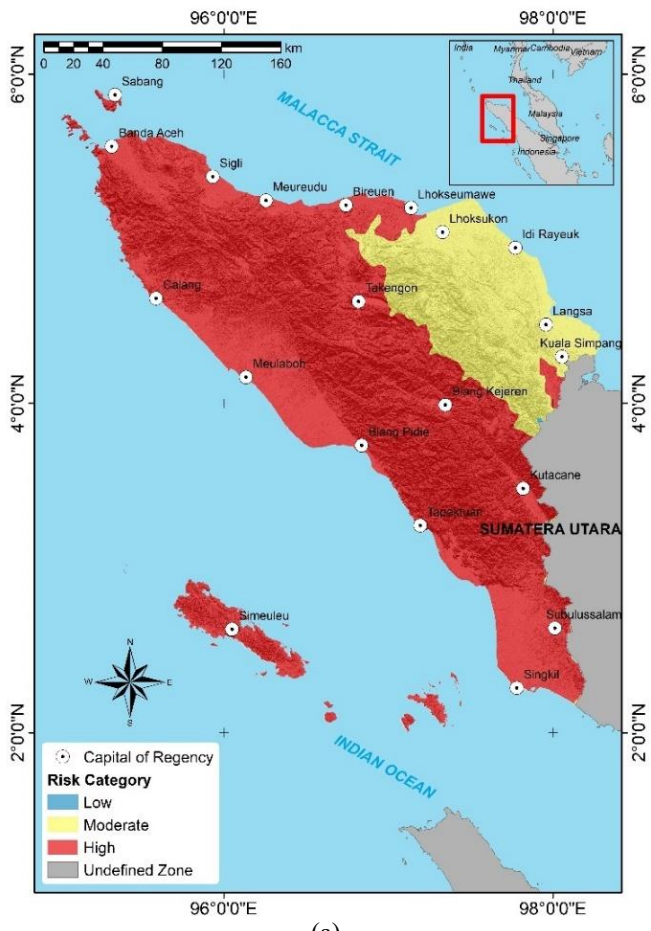 96°0'0"E
98°0'0"E
0 20 40 80 120 160
km
India
Myanmar
Cambodia
Vietnam
Thailand
Malaysia
Singapore
Indonesia
6°0'0"N
6°0'0"N
Sabang
MALACCA STRAIT
Banda Aceh
Sigli
Meureudu
Bireuen
Lhokseumawe
Lhoksukon
Idi Rayeuk
Calang
Takengon
Langsa
Kuala Simpang
Meulaboh
Blang Kejeren
4°0'0"N
4°0'0"N
Blang Pidie
Kutacane
Tapaktuan
SUMATERA UTARA
Simeuleu
Subulussalam
N
W
E
S
Singkil
2°0'0"N
2°0'0"N
INDIAN OCEAN
Capital of Regency
Risk Category
Low
Moderate
High
Undefined Zone
96°0'0"E
98°0'0"E